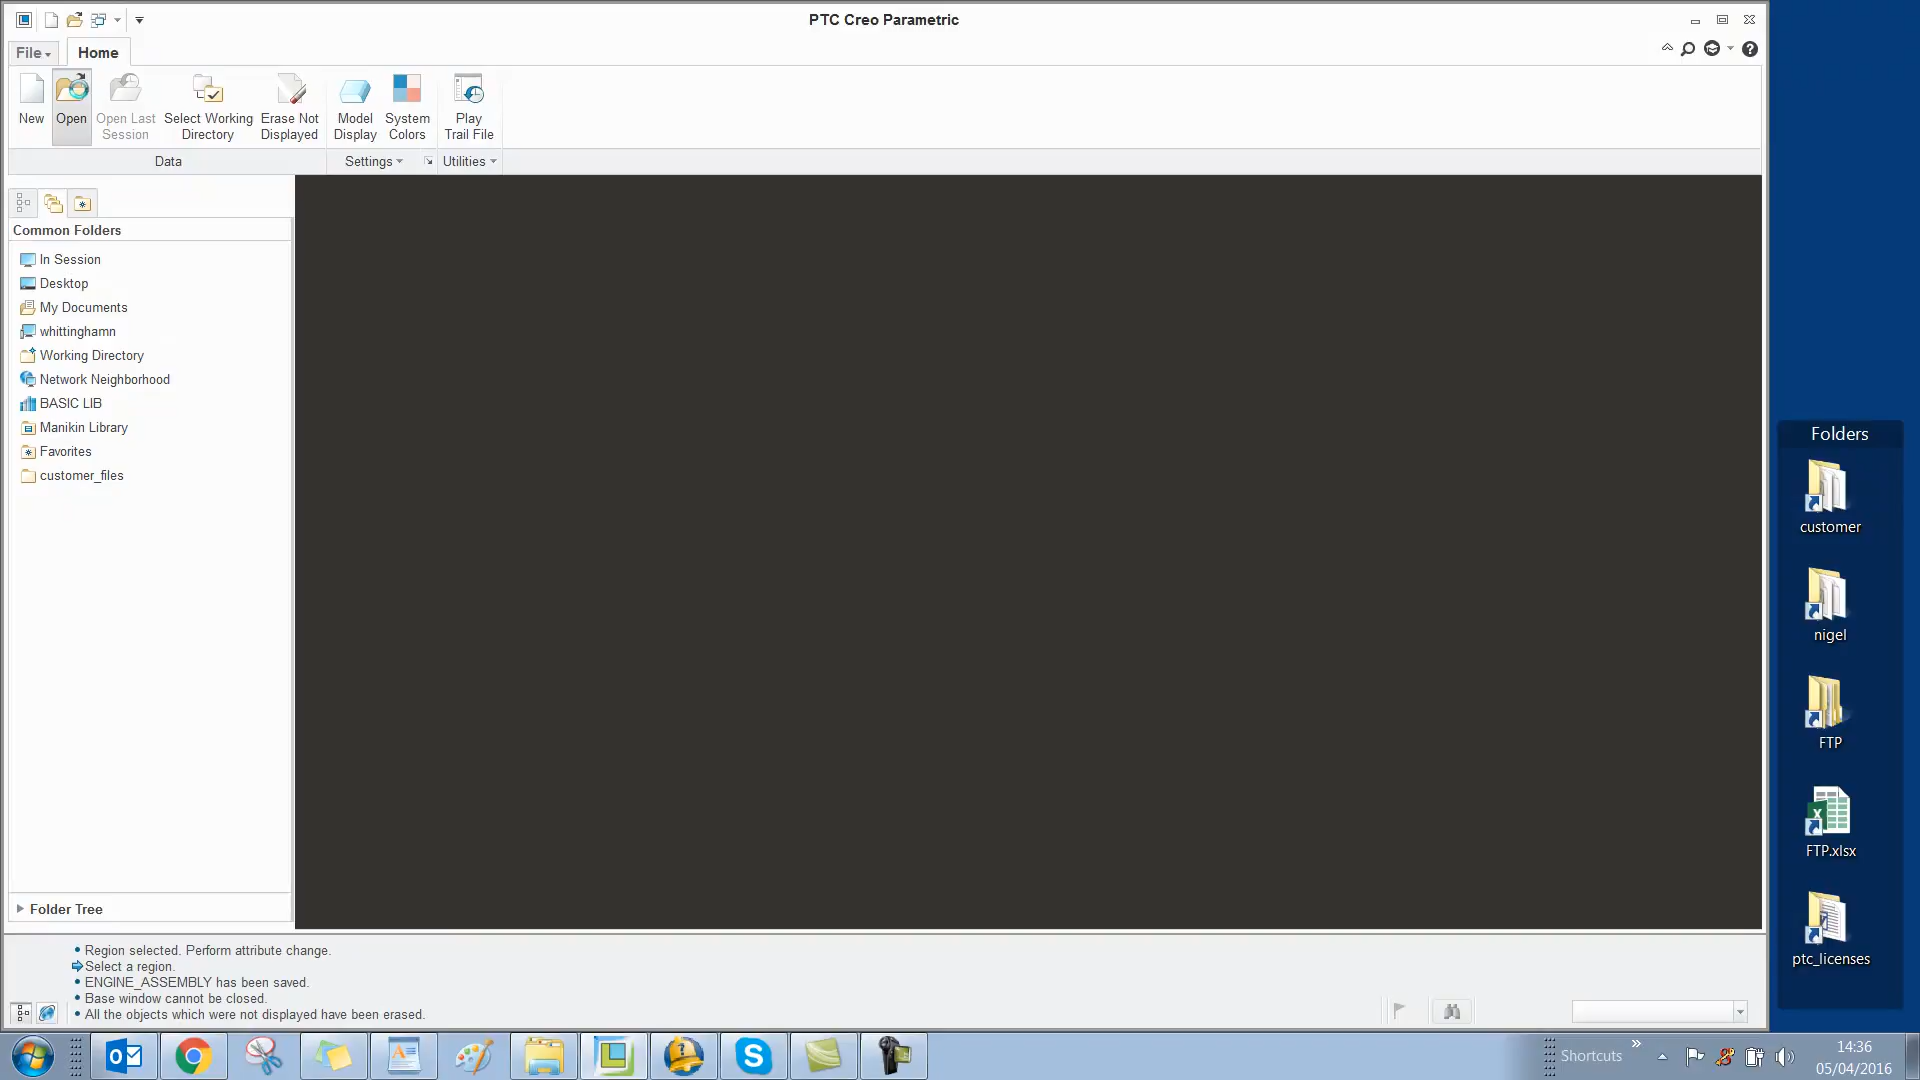 PTC Creo Parametric
File
Home
New
Open
Open Last
Session
Select Working
Directory
Erase Not
Displayed
Model
Display
System
Colors
Play
Trail File
Data
Settings
Utilities
Common Folders
In Session
Desktop
My Documents
whittinghamn
Working Directory
Network Neighborhood
BASIC LIB
Manikin Library
Favorites
customer_files
Folder Tree
Region selected. Perform attribute change.
Select a region.
ENGINE_ASSEMBLY has been saved.
Base window cannot be closed.
All the objects which were not displayed have been erased.
Folders
customer
nigel
FTP
FTP.xlsx
ptc_licenses
Shortcuts
14:36
05/04/2016